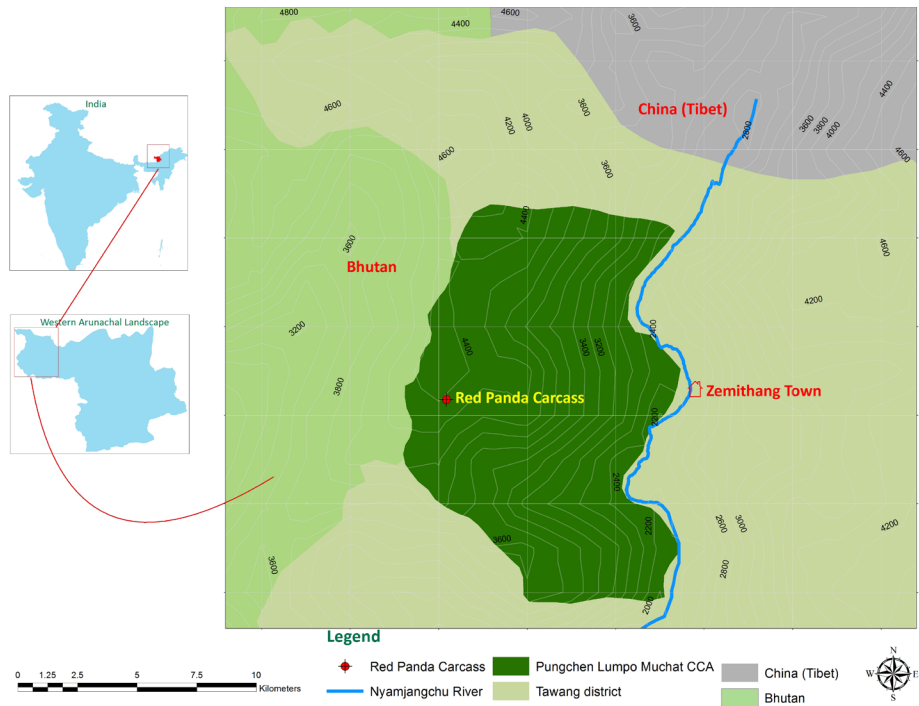 4800
4400
4600
3600
4400
4600
3600
4200
4000
China (Tibet)
2800
3600
3800
4000
4600
4600
3600
India
4400
3600
Bhutan
4600
4200
Western Arunachal Landscape
3200
2400
4400
3400
3200
3800
Red Panda Carcass
Zemithang Town
2200
2400
3600
2200
2600
3000
4200
3600
2800
2000
Legend
Red Panda Carcass
Pungchen Lumpo Muchat CCA
China (Tibet)
Nyamjangchu River
Tawang district
Bhutan
0 1.25 2.5 5 7.5 10
Kilometers
N
W E
S